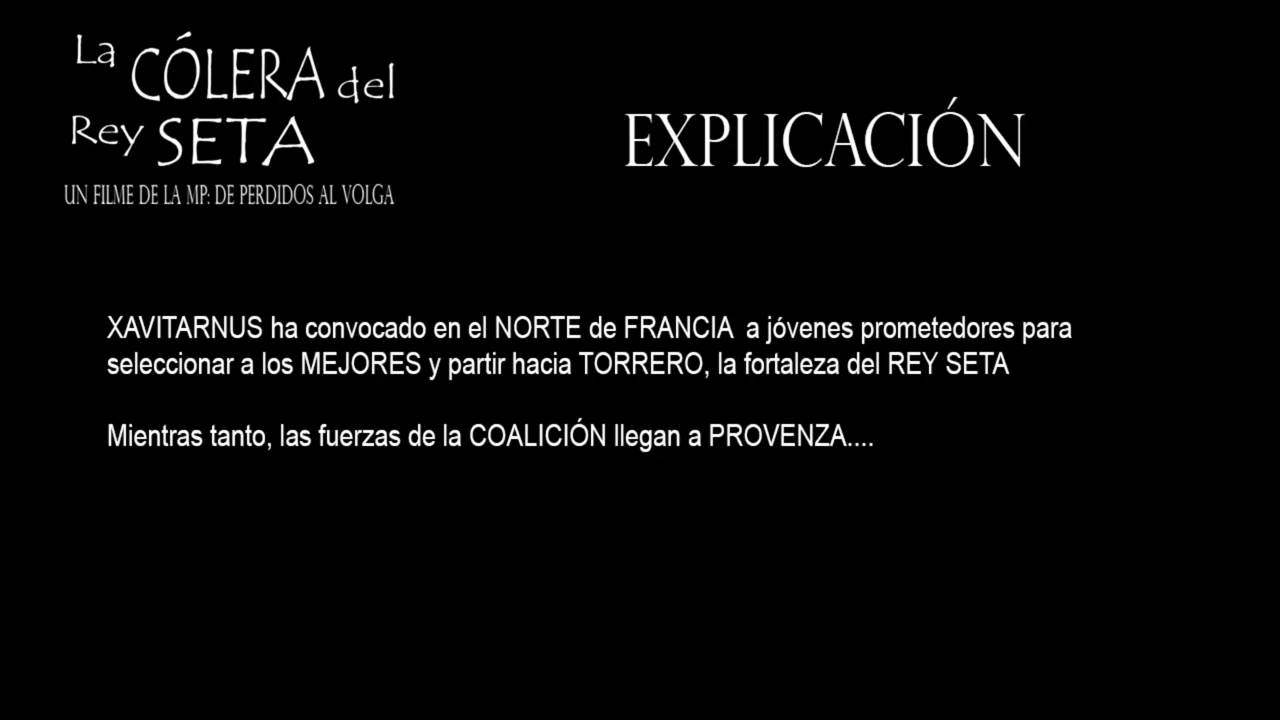 La CÓLERA del
Rey SETA
UN FILME DE LA MP: DE PERDIDOS AL VOLGA
EXPLICACIÓN
XAVITARNUS ha convocado en el NORTE de FRANCIA a jóvenes prometedores para
seleccionar a los MEJORES y partir hacia TORRERO, la fortaleza del REY SETA
Mientras tanto, las fuerzas de la COALICIÓN llegan a PROVENZA....